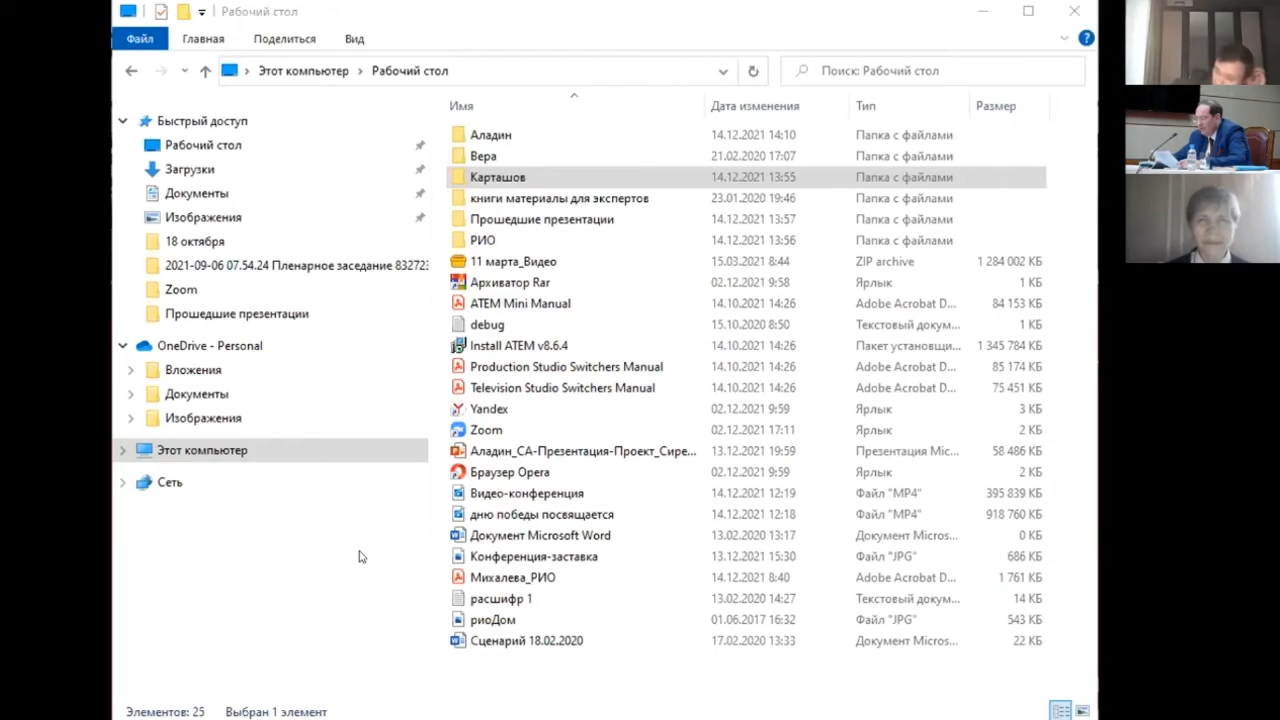 Рабочий стол
Файл Главная Поделиться Вид
Этот компьютер Рабочий стол Поиск: Рабочий стол
Имя Дата изменения Тип Размер
Быстрый доступ
Рабочий стол
Загрузки
Документы
Изображения
18 октября
2021-09-06 07.54.24 Пленарное заседание 832723
Zoom
Прошедшие презентации
OneDrive - Personal
Вложения
Документы
Изображения
Этот компьютер
Сеть
Аладин 14.12.2021 14:10 Папка с файлами
Вера 21.02.2020 17:07 Папка с файлами
Карташов 14.12.2021 13:55 Папка с файлами
книги материалы для экспертов 23.01.2020 19:46 Папка с файлами
Прошедшие презентации 14.12.2021 13:57 Папка с файлами
РИО 14.12.2021 13:56 Папка с файлами
11 марта_Видео 15.03.2021 8:44 ZIP archive 1 284 002 КБ
Архиватор Rar 02.12.2021 9:58 Ярлык 1 КБ
ATEM Mini Manual 14.10.2021 14:26 Adobe Acrobat D... 84 153 КБ
debug 15.10.2020 8:50 Текстовый докум... 1 КБ
Install ATEM v8.6.4 14.10.2021 14:26 Пакет установщи... 1 345 784 КБ
Production Studio Switchers Manual 14.10.2021 14:26 Adobe Acrobat D... 85 174 КБ
Television Studio Switchers Manual 14.10.2021 14:26 Adobe Acrobat D... 75 451 КБ
Yandex 02.12.2021 9:59 Ярлык 3 КБ
Zoom 02.12.2021 17:11 Ярлык 2 КБ
Аладин_СА-Презентация-Проект_Сире... 13.12.2021 19:59 Презентация Mic... 58 486 КБ
Браузер Opera 02.12.2021 9:59 Ярлык 2 КБ
Видео-конференция 14.12.2021 12:19 Файл "MP4" 395 839 КБ
дню победы посвящается 14.12.2021 12:18 Файл "MP4" 918 760 КБ
Документ Microsoft Word 13.02.2020 13:17 Документ Micros... 0 КБ
Конференция-заставка 13.12.2021 15:30 Файл "JPG" 686 КБ
Михалева_РИО 14.12.2021 8:40 Adobe Acrobat D... 1 761 КБ
расшифр 1 13.02.2020 14:27 Текстовый докум... 14 КБ
риоДом 01.06.2017 16:32 Файл "JPG" 543 КБ
Сценарий 18.02.2020 17.02.2020 13:33 Документ Micros... 22 КБ
Элементов: 25 Выбран 1 элемент